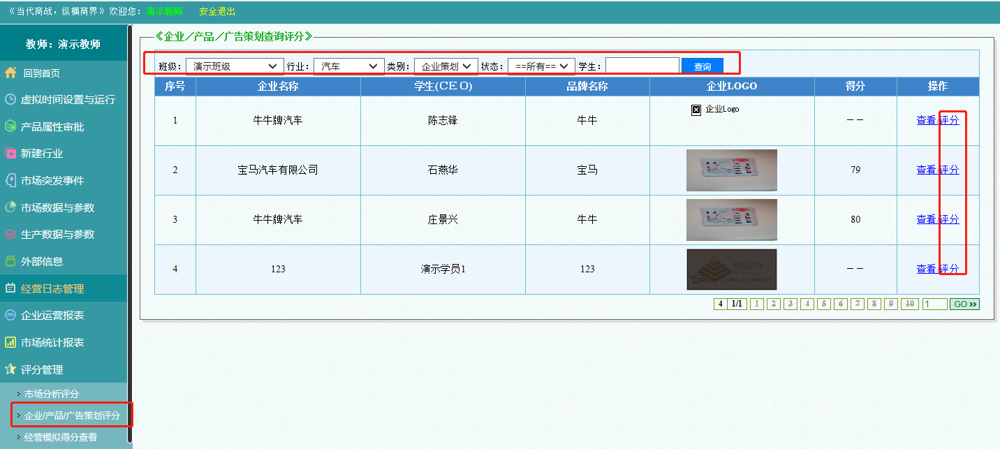 《当代商战，纵横商界》欢迎您：演示教师 安全退出
教师：演示教师
回到首页
虚拟时间设置与运行
产品属性审批
新建行业
市场突发事件
市场数据与参数
生产数据与参数
外部信息
经营日志管理
企业运营报表
市场统计报表
评分管理
市场分析评分
企业/产品/广告策划评分
经营模拟得分查看
《企业／产品／广告策划查询评分》
班级： 演示班级 行业： 汽车 类别： 企业策划 状态： ==所有== 学生： 查询
序号 企业名称 学生(ＣＥＯ) 品牌名称 企业LOGO 得分 操作
1 牛牛牌汽车 陈志锋 牛牛 企业Logo －－ 查看/评分
2 宝马汽车有限公司 石燕华 宝马 79 查看/评分
3 牛牛牌汽车 庄景兴 牛牛 80 查看/评分
4 123 演示学员1 123 －－ 查看/评分
4 1/1 1 2 3 4 5 6 7 8 9 10 1 GO »